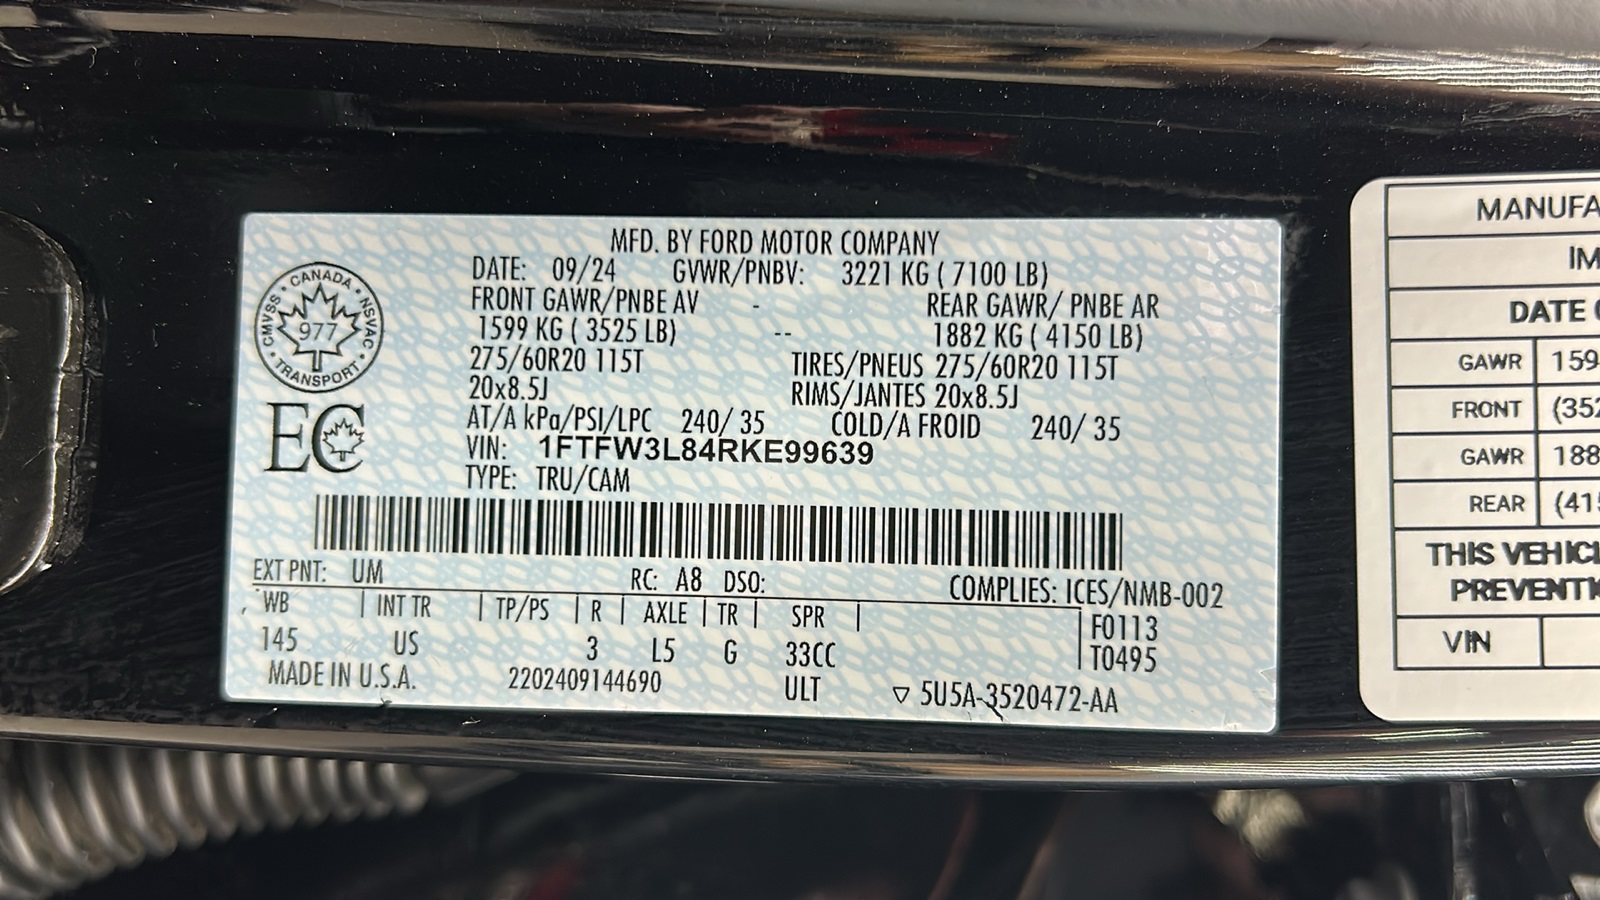 MFD. BY FORD MOTOR COMPANY
DATE: 09/24 GVWR/PNBV: 3221 KG ( 7100 LB)
FRONT GAWR/PNBE AV - REAR GAWR/ PNBE AR
1599 KG ( 3525 LB) -- 1882 KG ( 4150 LB)
275/60R20 115T TIRES/PNEUS 275/60R20 115T
20x8.5J RIMS/JANTES 20x8.5J
AT/A kPa/PSI/LPC 240/ 35 COLD/A FROID 240/ 35
VIN: 1FTFW3L84RKE99639
TYPE: TRU/CAM
CANADA • NSVAC • TRANSPORT • CMVSS •
977
EC
EXT PNT: UM RC: A8 DSO: COMPLIES: ICES/NMB-002
WB | INT TR | TP/PS | R | AXLE | TR | SPR | F0113
145 US 3 L5 G 33CC T0495
MADE IN U.S.A. 2202409144690 ULT ▽ 5U5A-3520472-AA
MANUFA
IM
DATE
GAWR 159
FRONT (352
GAWR 188
REAR (415
THIS VEHICL
PREVENTI
VIN